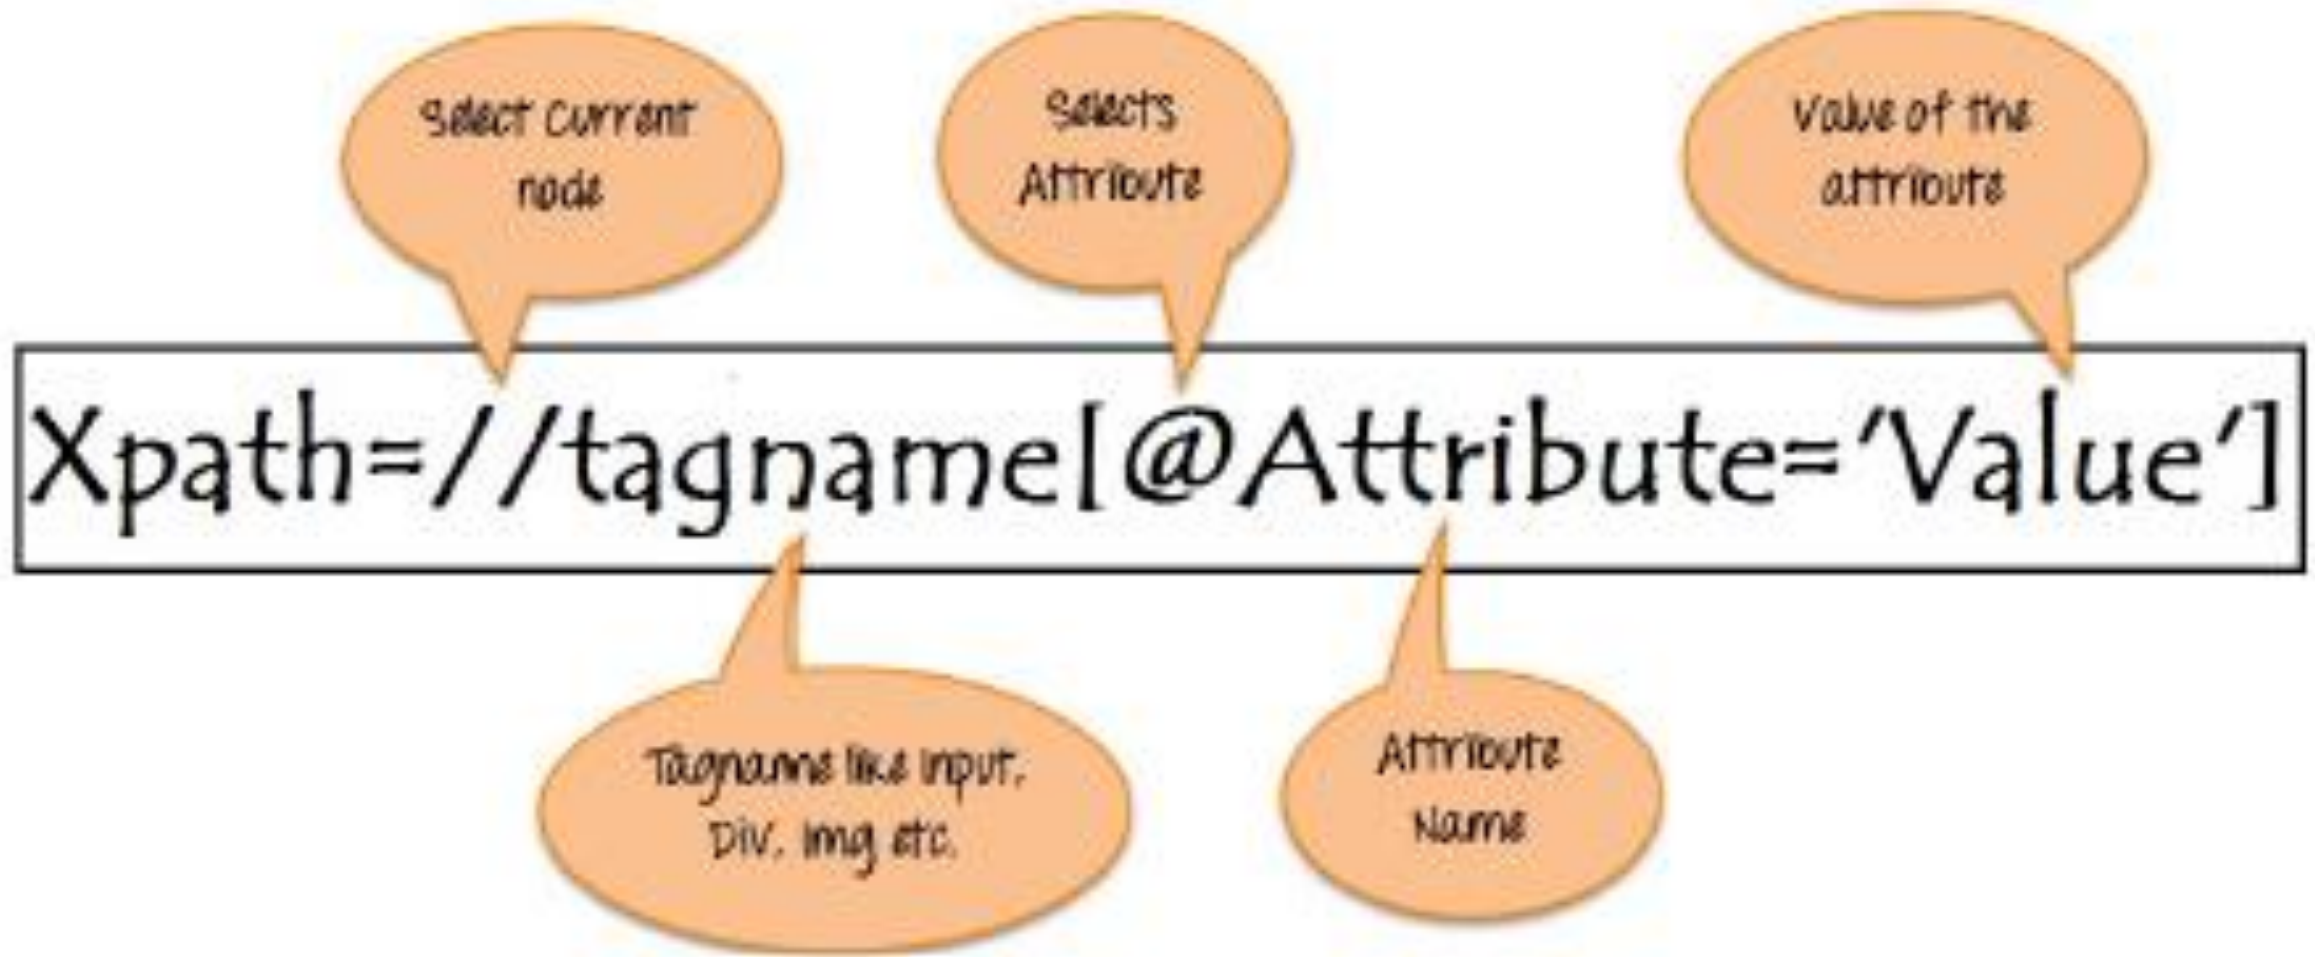 Select Current
node
Selects
Attribute
Value of the
attribute
Xpath=//tagname[@Attribute='Value']
Tagname like Input,
Div, Img etc.
Attribute
Name